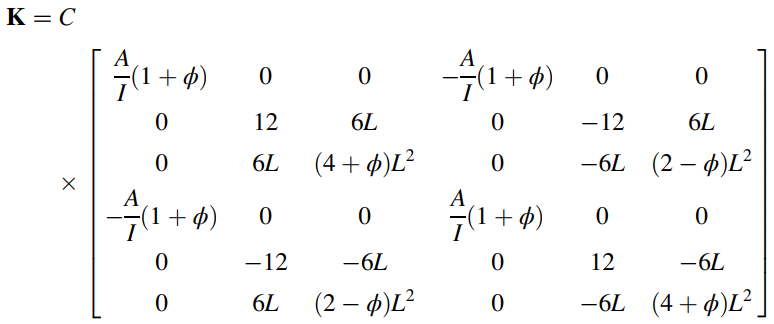 K = C
× [ A/I(1 + ϕ) 0 0 −A/I(1 + ϕ) 0 0
0 12 6L 0 −12 6L
0 6L (4 + ϕ)L² 0 −6L (2 − ϕ)L²
−A/I(1 + ϕ) 0 0 A/I(1 + ϕ) 0 0
0 −12 −6L 0 12 −6L
0 6L (2 − ϕ)L² 0 −6L (4 + ϕ)L² ]